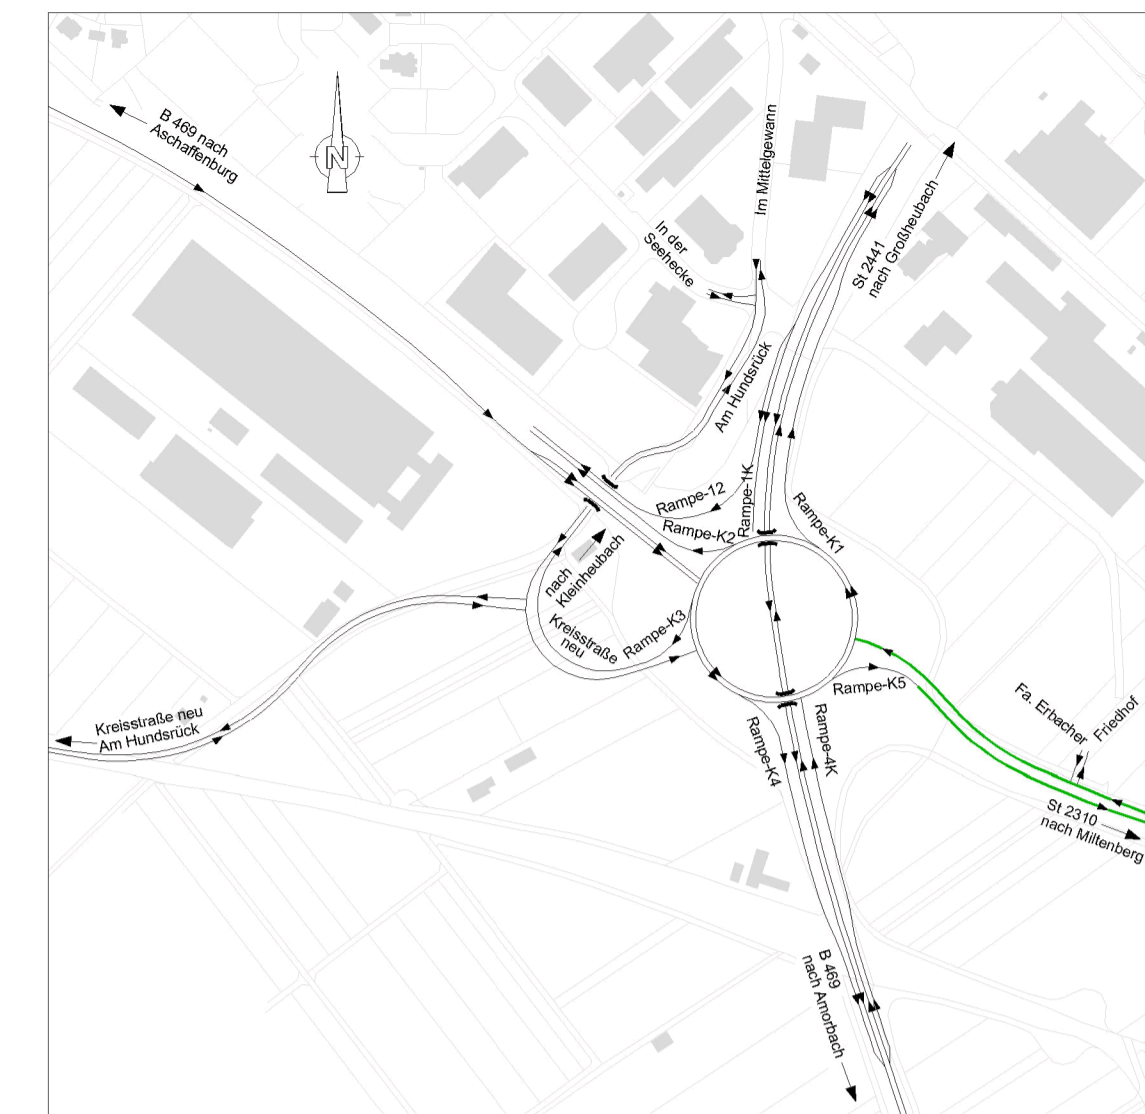 B 469 nach
Aschaffenburg
N
Im Mittelgewann
In der
Seehecke
St 2441
nach Großheubach
Am Hundsrück
Rampe-12
Rampe-1K
Rampe-K2
Rampe-K1
nach
Kleinheubach
Kreisstraße
neu
Rampe-K3
Rampe-K5
Kreisstraße neu
Am Hundsrück
Rampe-K4
Rampe-4K
Fa. Erbacher
Friedhof
St 2310
nach Miltenberg
B 469
nach Amorbach